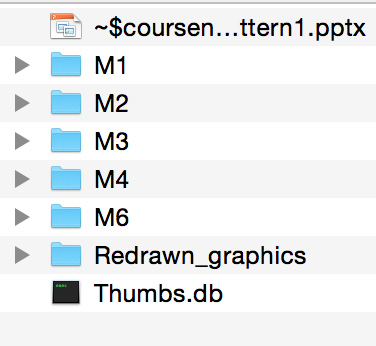 ~$coursen...ttern1.pptx
M1
M2
M3
M4
M6
Redrawn_graphics
Thumbs.db